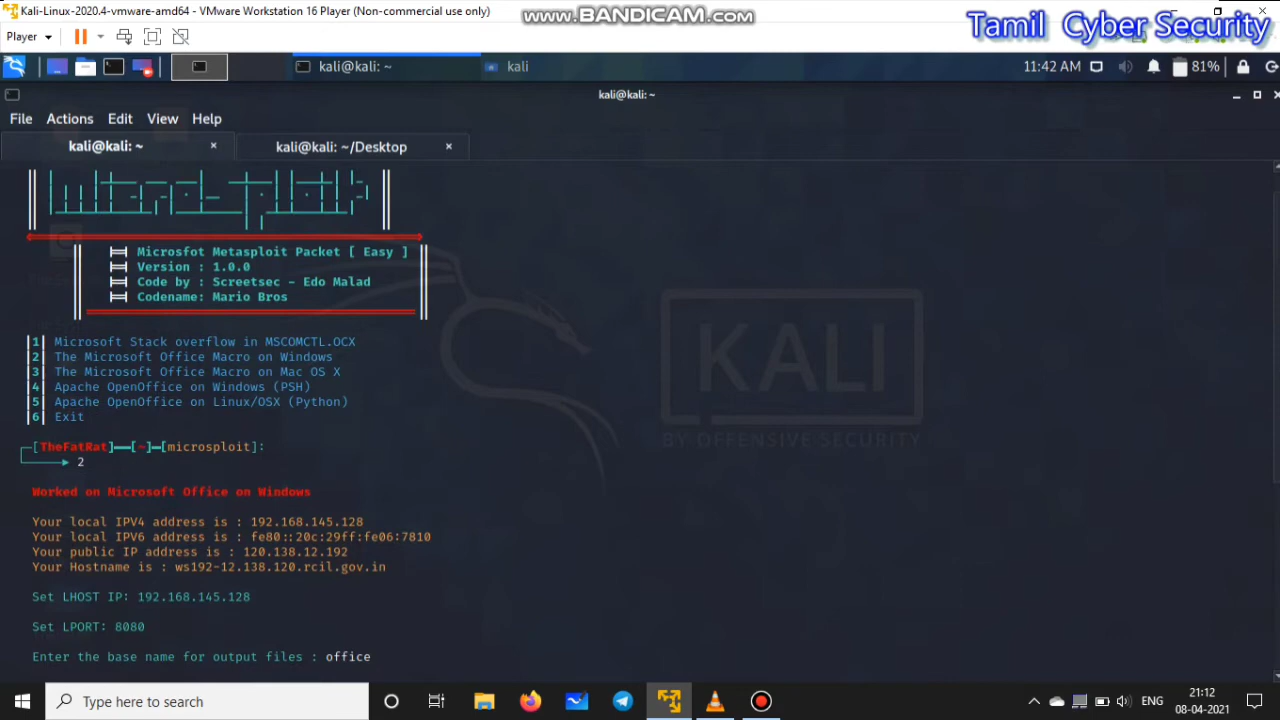 Kali-Linux-2020.4-vmware-amd64 - VMware Workstation 16 Player (Non-commercial use only)
www.BANDICAM.com
Tamil Cyber Security
Player
kali@kali: ~
kali
11:42 AM
81%
kali@kali: ~
File Actions Edit View Help
kali@kali: ~
kali@kali: ~/Desktop
Microsfot Metasploit Packet [ Easy ]
Version : 1.0.0
Code by : Screetsec - Edo Malad
Codename: Mario Bros
|1| Microsoft Stack overflow in MSCOMCTL.OCX
|2| The Microsoft Office Macro on Windows
|3| The Microsoft Office Macro on Mac OS X
|4| Apache OpenOffice on Windows (PSH)
|5| Apache OpenOffice on Linux/OSX (Python)
|6| Exit
[TheFatRat]══[~]═[microsploit]:
2
Worked on Microsoft Office on Windows
Your local IPV4 address is : 192.168.145.128
Your local IPV6 address is : fe80::20c:29ff:fe06:7810
Your public IP address is : 120.138.12.192
Your Hostname is : ws192-12.138.120.rcil.gov.in
Set LHOST IP: 192.168.145.128
Set LPORT: 8080
Enter the base name for output files : office
KALI
BY OFFENSIVE SECURITY
Type here to search
ENG
21:12
08-04-2021